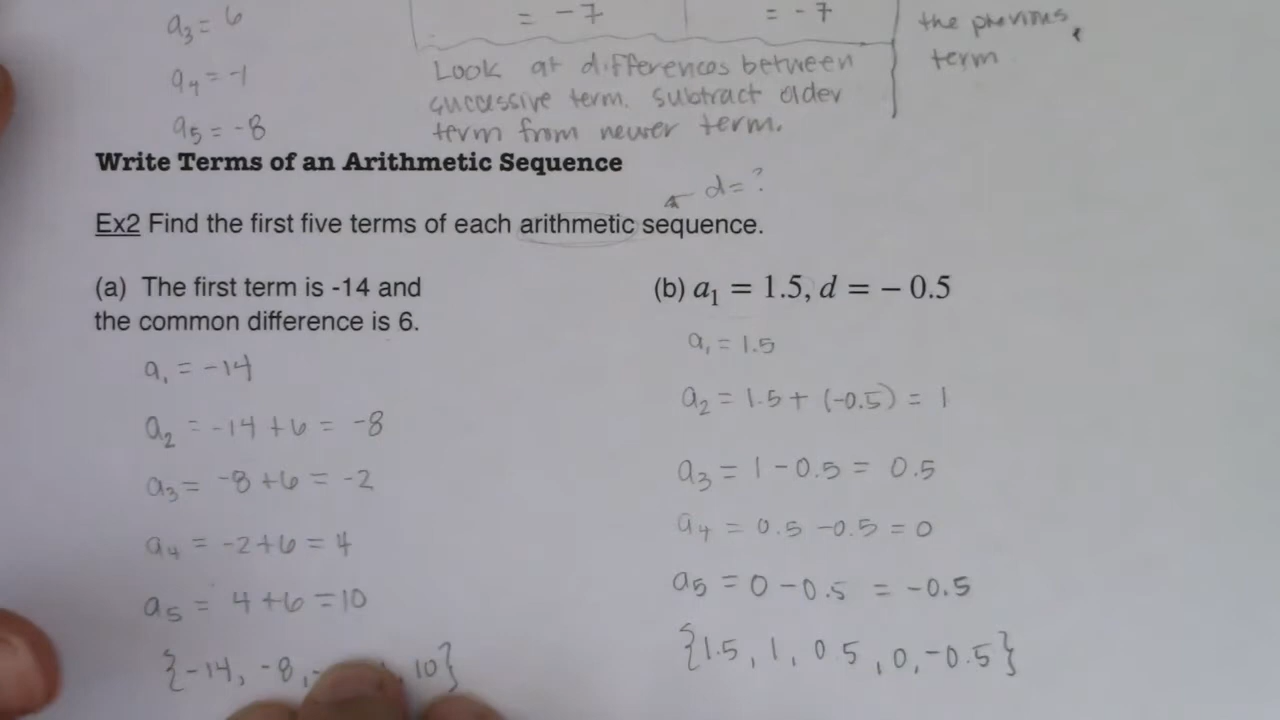 a3 = 6
a4 = -1
a5 = -8
= -7
= -7
Look at differences between
successive term. Subtract older
term from newer term.
the previous
term
Write Terms of an Arithmetic Sequence
d = ?
Ex2 Find the first five terms of each arithmetic sequence.
(a) The first term is -14 and
the common difference is 6.
a1 = -14
a2 = -14 + 6 = -8
a3 = -8 + 6 = -2
a4 = -2 + 6 = 4
a5 = 4 + 6 = 10
{-14, -8, 10}
(b) a1 = 1.5, d = − 0.5
a1 = 1.5
a2 = 1.5 + (-0.5) = 1
a3 = 1 - 0.5 = 0.5
a4 = 0.5 - 0.5 = 0
a5 = 0 - 0.5 = -0.5
{1.5, 1, 0 5, 0, -0.5}